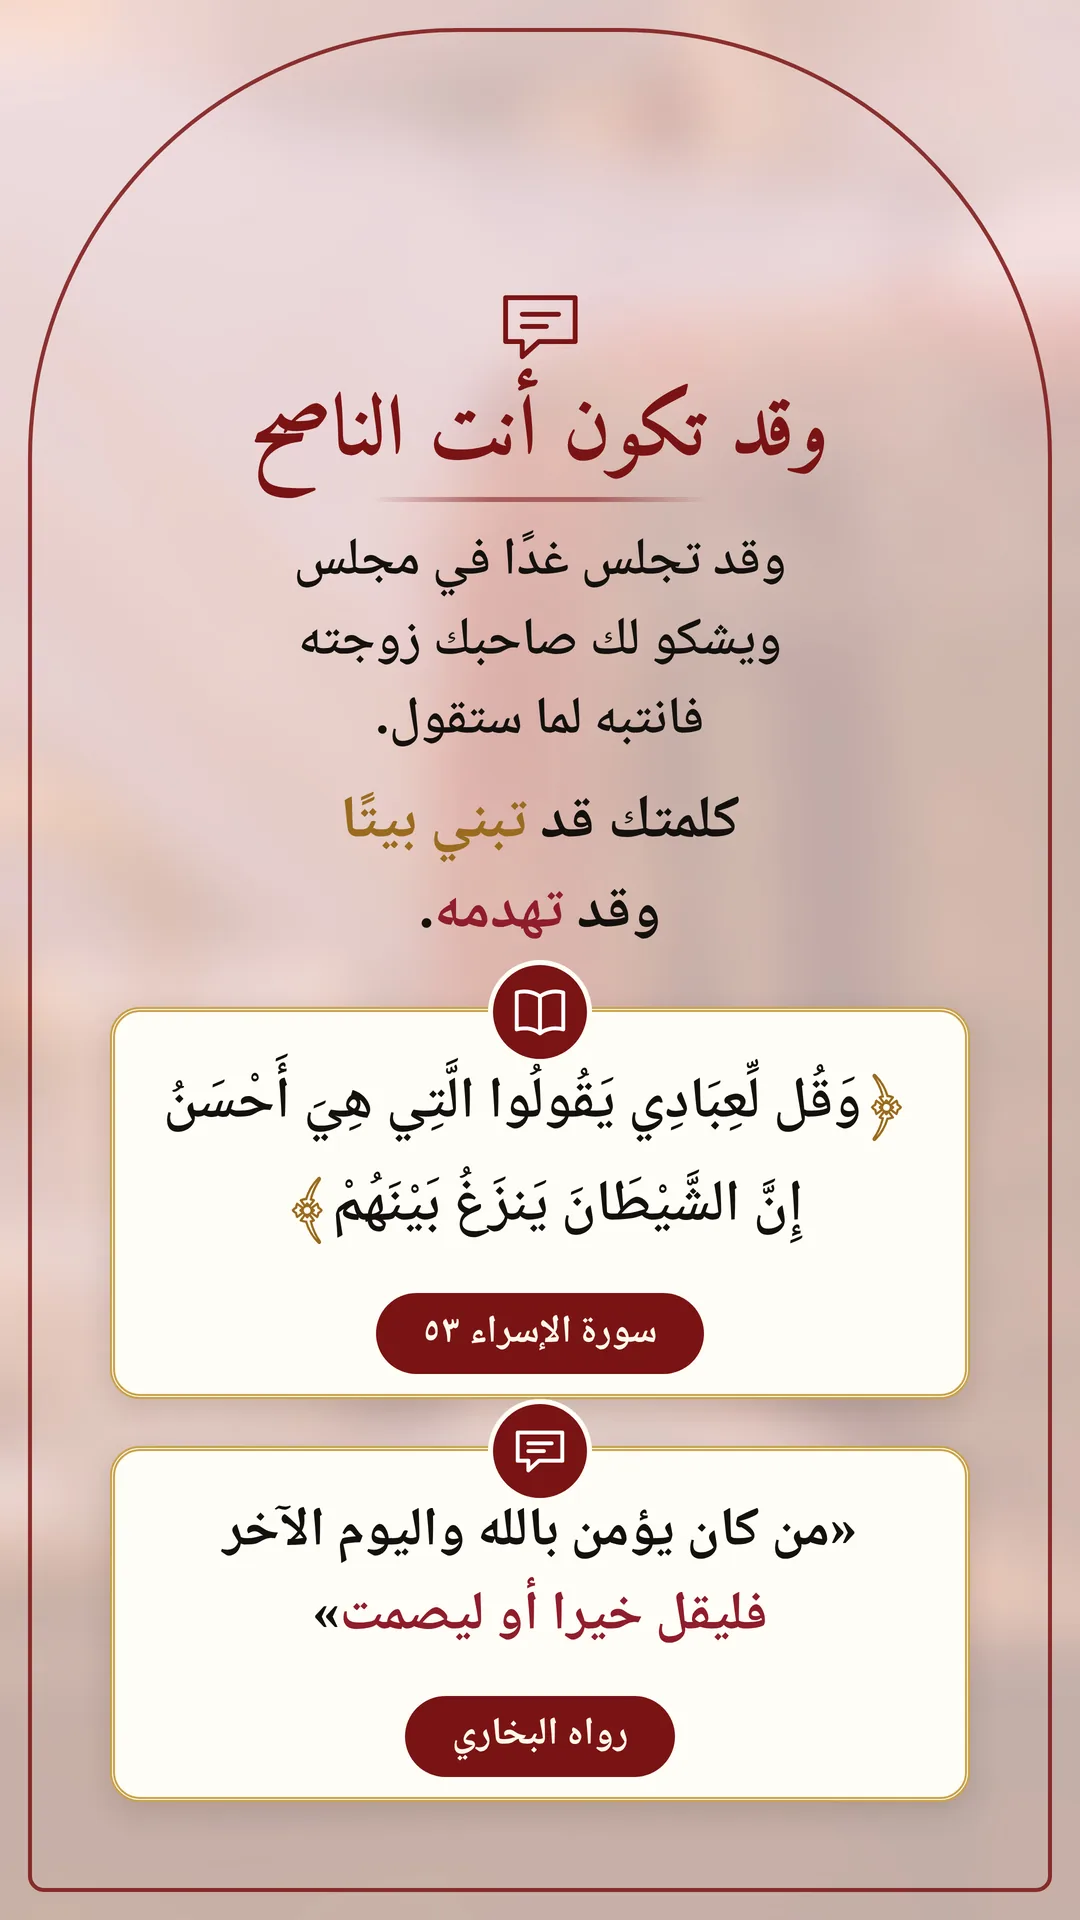 وقد تكون أنت الناصح
وقد تجلس غدًا في مجلس
ويشكو لك صاحبك زوجته
فانتبه لما ستقول.
كلمتك قد تبني بيتًا
وقد تهدمه.
﴿وَقُل لِّعِبَادِي يَقُولُوا الَّتِي هِيَ أَحْسَنُ
إِنَّ الشَّيْطَانَ يَنزَغُ بَيْنَهُمْ﴾
سورة الإسراء ٥٣
«من كان يؤمن بالله واليوم الآخر
فليقل خيرا أو ليصمت»
رواه البخاري